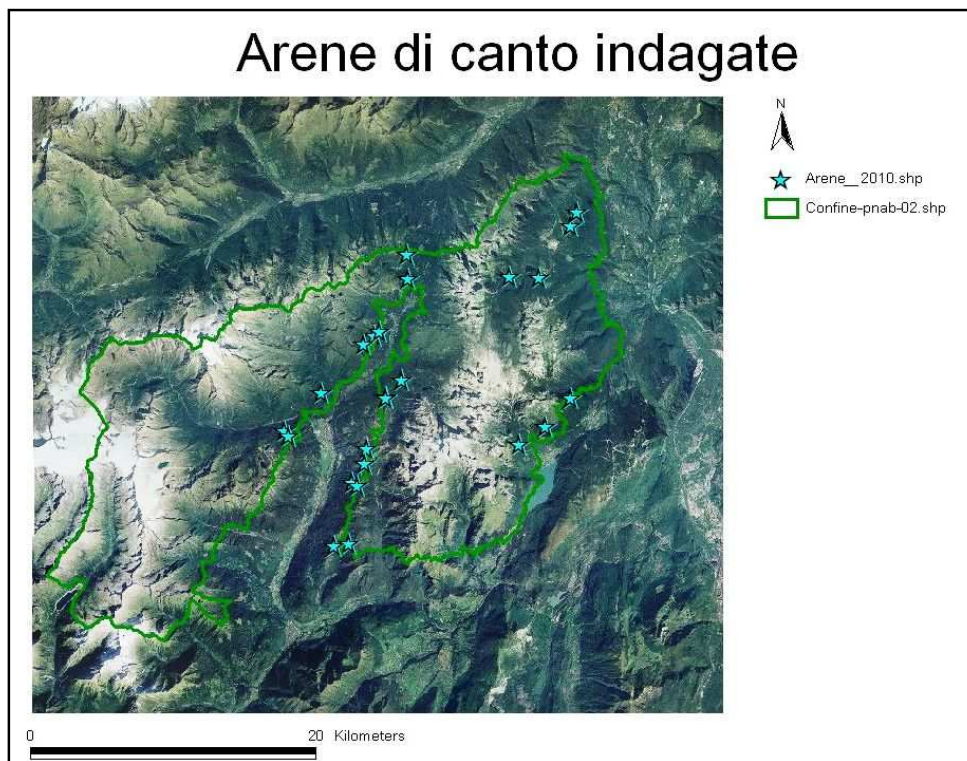 Arene di canto indagate
N
Arene__2010.shp
Confine-pnab-02.shp
0 20 Kilometers